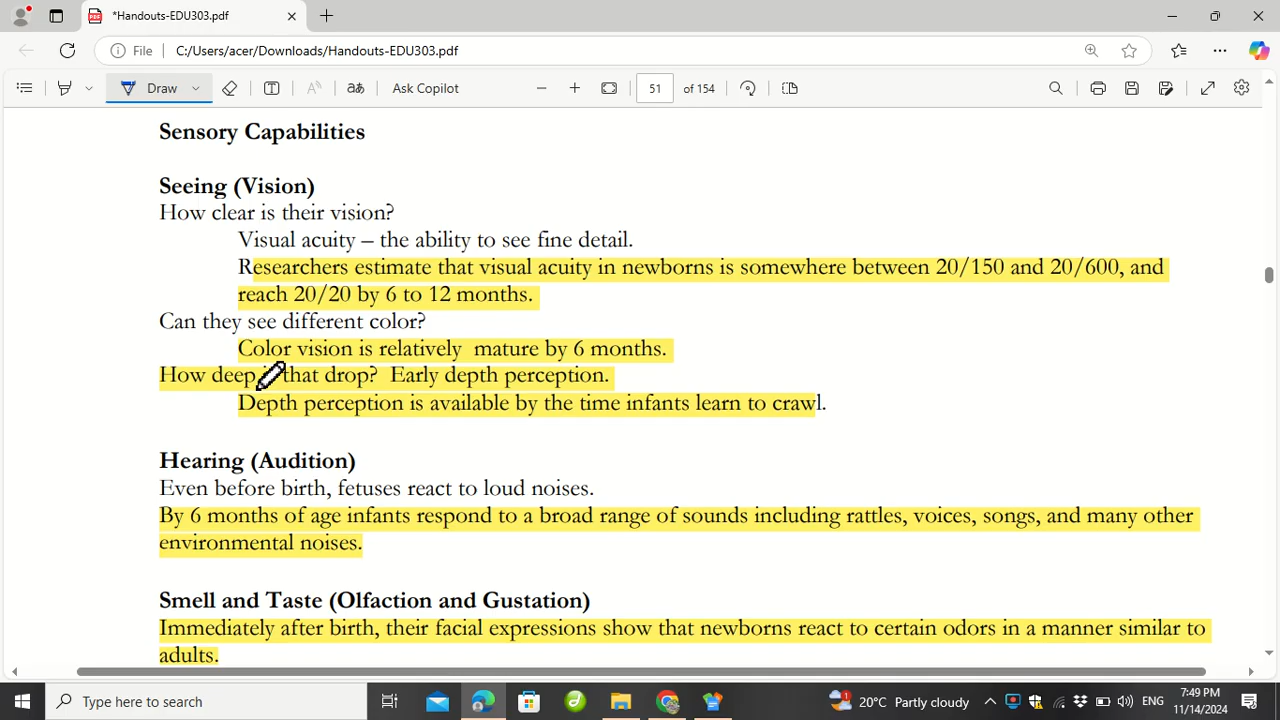 *Handouts-EDU303.pdf
File C:/Users/acer/Downloads/Handouts-EDU303.pdf
Draw Ask Copilot 51 of 154
Sensory Capabilities
Seeing (Vision)
How clear is their vision?
Visual acuity – the ability to see fine detail.
Researchers estimate that visual acuity in newborns is somewhere between 20/150 and 20/600, and
reach 20/20 by 6 to 12 months.
Can they see different color?
Color vision is relatively mature by 6 months.
How deep is that drop? Early depth perception.
Depth perception is available by the time infants learn to crawl.
Hearing (Audition)
Even before birth, fetuses react to loud noises.
By 6 months of age infants respond to a broad range of sounds including rattles, voices, songs, and many other
environmental noises.
Smell and Taste (Olfaction and Gustation)
Immediately after birth, their facial expressions show that newborns react to certain odors in a manner similar to
adults.
Type here to search 1 20°C Partly cloudy ENG 7:49 PM
11/14/2024